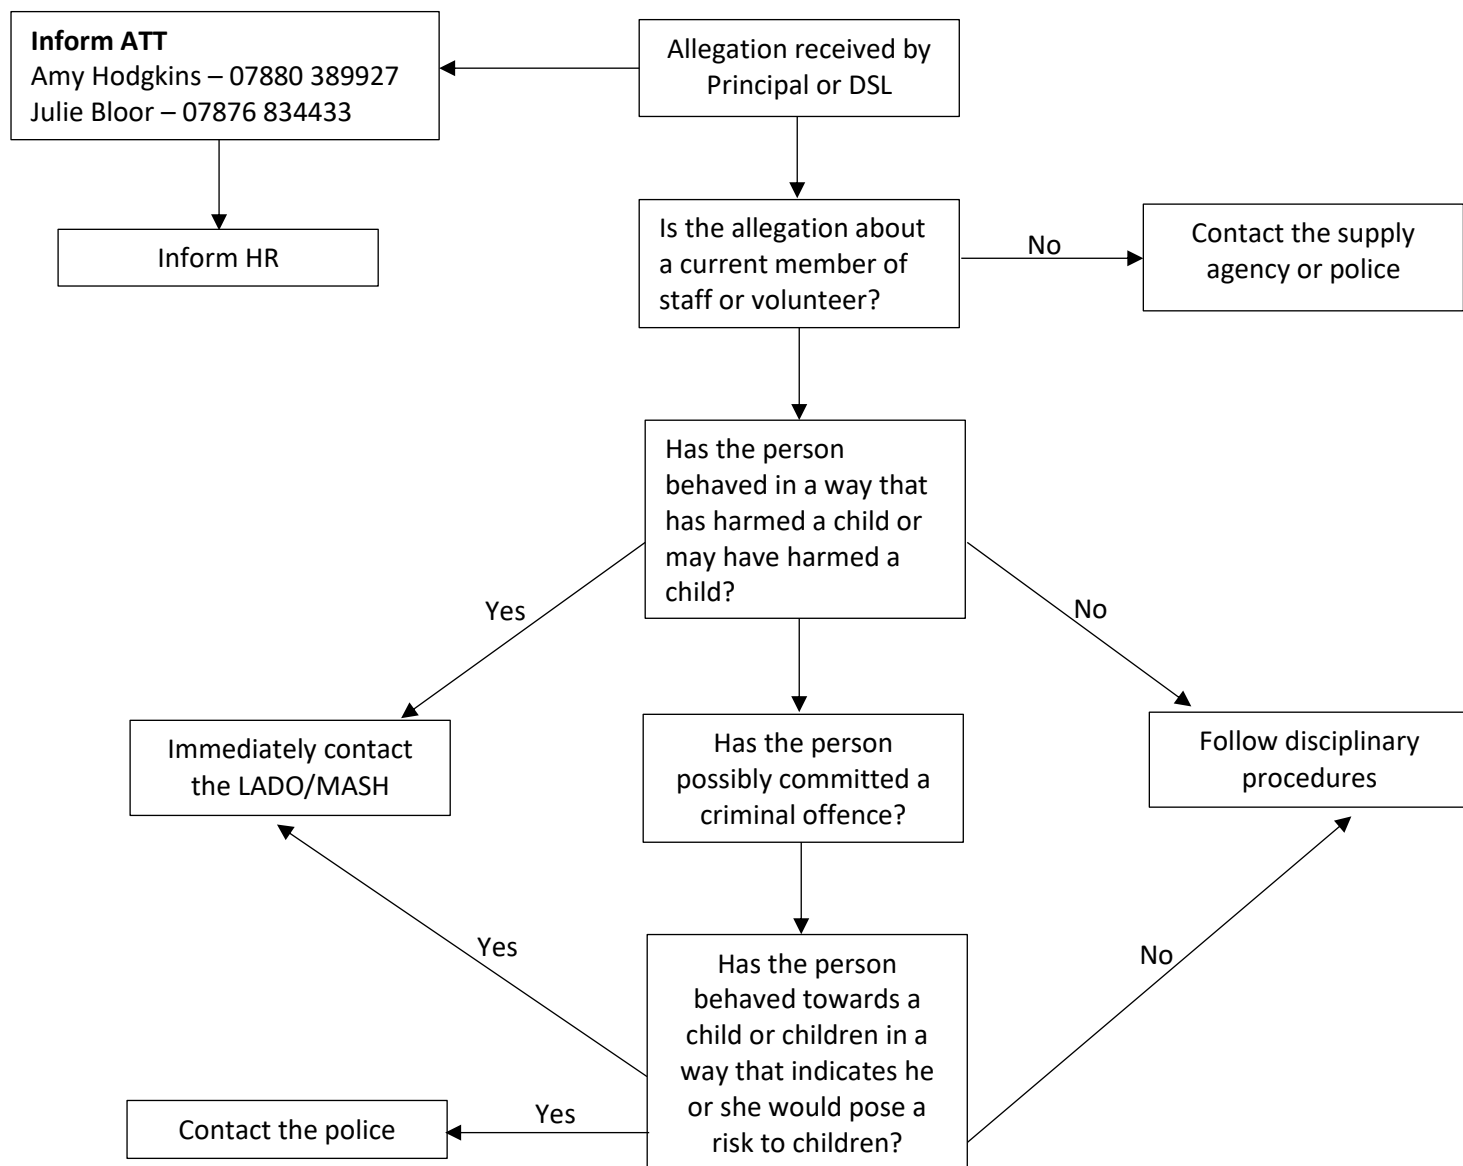 Inform ATT
Amy Hodgkins – 07880 389927
Julie Bloor – 07876 834433
Allegation received by
Principal or DSL
Inform HR
Is the allegation about
a current member of
staff or volunteer?
No
Contact the supply
agency or police
Has the person
behaved in a way that
has harmed a child or
may have harmed a
child?
Yes
No
Immediately contact
the LADO/MASH
Has the person
possibly committed a
criminal offence?
Follow disciplinary
procedures
Yes
No
Has the person
behaved towards a
child or children in a
way that indicates he
or she would pose a
risk to children?
Yes
Contact the police